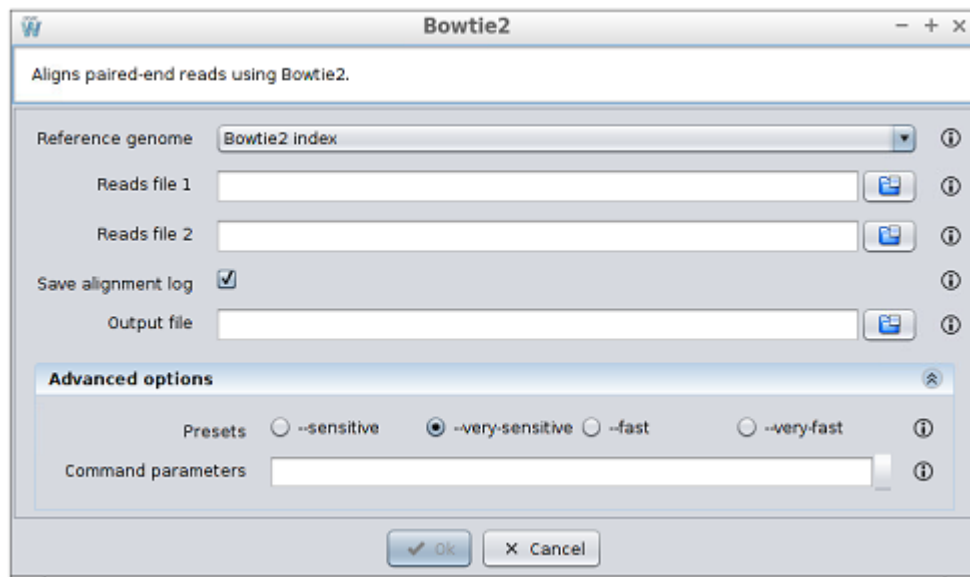 Bowtie2
Aligns paired-end reads using Bowtie2.
Reference genome Bowtie2 index
Reads file 1
Reads file 2
Save alignment log
Output file
Advanced options
Presets --sensitive --very-sensitive --fast --very-fast
Command parameters
Ok Cancel